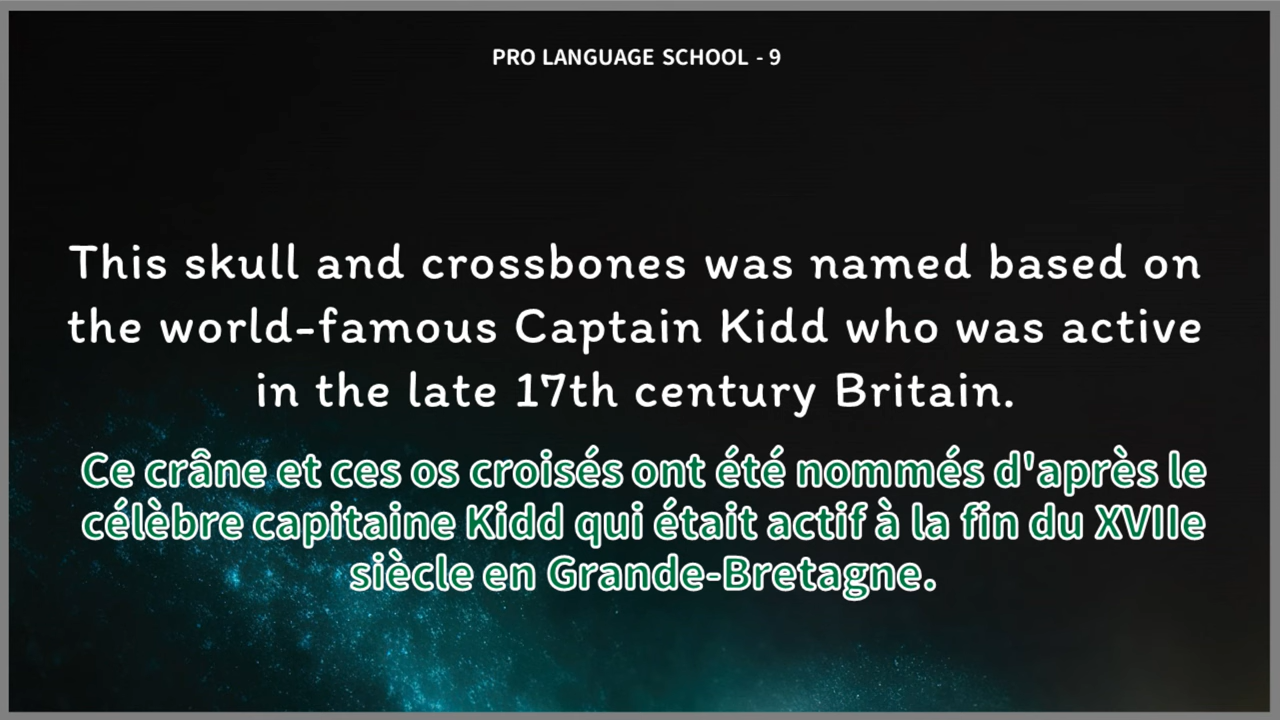 PRO LANGUAGE SCHOOL - 9
This skull and crossbones was named based on
the world-famous Captain Kidd who was active
in the late 17th century Britain.
Ce crâne et ces os croisés ont été nommés d'après le
célèbre capitaine Kidd qui était actif à la fin du XVIIe
siècle en Grande-Bretagne.